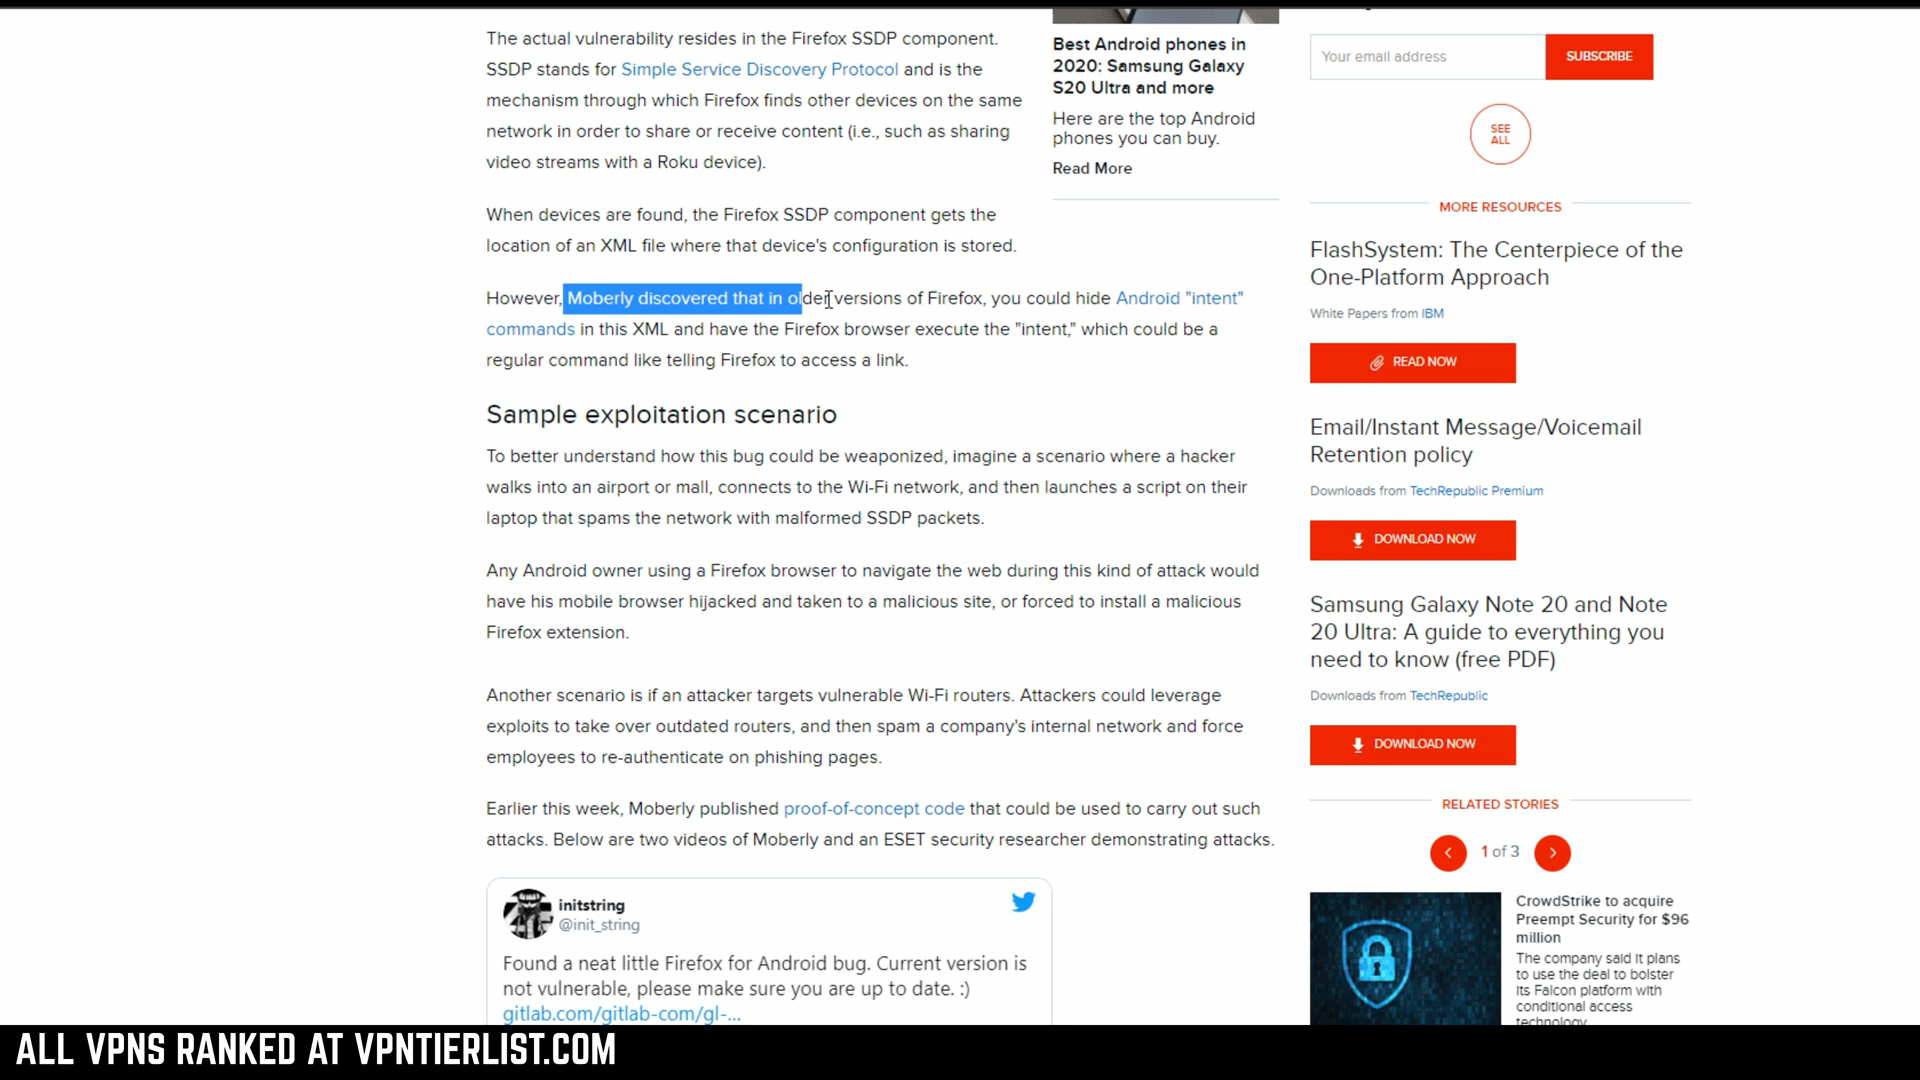 The actual vulnerability resides in the Firefox SSDP component.
SSDP stands for Simple Service Discovery Protocol and is the
mechanism through which Firefox finds other devices on the same
network in order to share or receive content (i.e., such as sharing
video streams with a Roku device).
When devices are found, the Firefox SSDP component gets the
location of an XML file where that device's configuration is stored.
However, Moberly discovered that in older versions of Firefox, you could hide Android "intent"
commands in this XML and have the Firefox browser execute the "intent," which could be a
regular command like telling Firefox to access a link.
Sample exploitation scenario
To better understand how this bug could be weaponized, imagine a scenario where a hacker
walks into an airport or mall, connects to the Wi-Fi network, and then launches a script on their
laptop that spams the network with malformed SSDP packets.
Any Android owner using a Firefox browser to navigate the web during this kind of attack would
have his mobile browser hijacked and taken to a malicious site, or forced to install a malicious
Firefox extension.
Another scenario is if an attacker targets vulnerable Wi-Fi routers. Attackers could leverage
exploits to take over outdated routers, and then spam a company's internal network and force
employees to re-authenticate on phishing pages.
Earlier this week, Moberly published proof-of-concept code that could be used to carry out such
attacks. Below are two videos of Moberly and an ESET security researcher demonstrating attacks.
initstring
@init_string
Found a neat little Firefox for Android bug. Current version is
not vulnerable, please make sure you are up to date. :)
gitlab.com/gitlab-com/gl-...
Best Android phones in
2020: Samsung Galaxy
S20 Ultra and more
Here are the top Android
phones you can buy.
Read More
Your email address
SUBSCRIBE
SEE
ALL
MORE RESOURCES
FlashSystem: The Centerpiece of the
One-Platform Approach
White Papers from IBM
READ NOW
Email/Instant Message/Voicemail
Retention policy
Downloads from TechRepublic Premium
DOWNLOAD NOW
Samsung Galaxy Note 20 and Note
20 Ultra: A guide to everything you
need to know (free PDF)
Downloads from TechRepublic
DOWNLOAD NOW
RELATED STORIES
1 of 3
CrowdStrike to acquire
Preempt Security for $96
million
The company said it plans
to use the deal to bolster
its Falcon platform with
conditional access
technology.
ALL VPNS RANKED AT VPNTIERLIST.COM